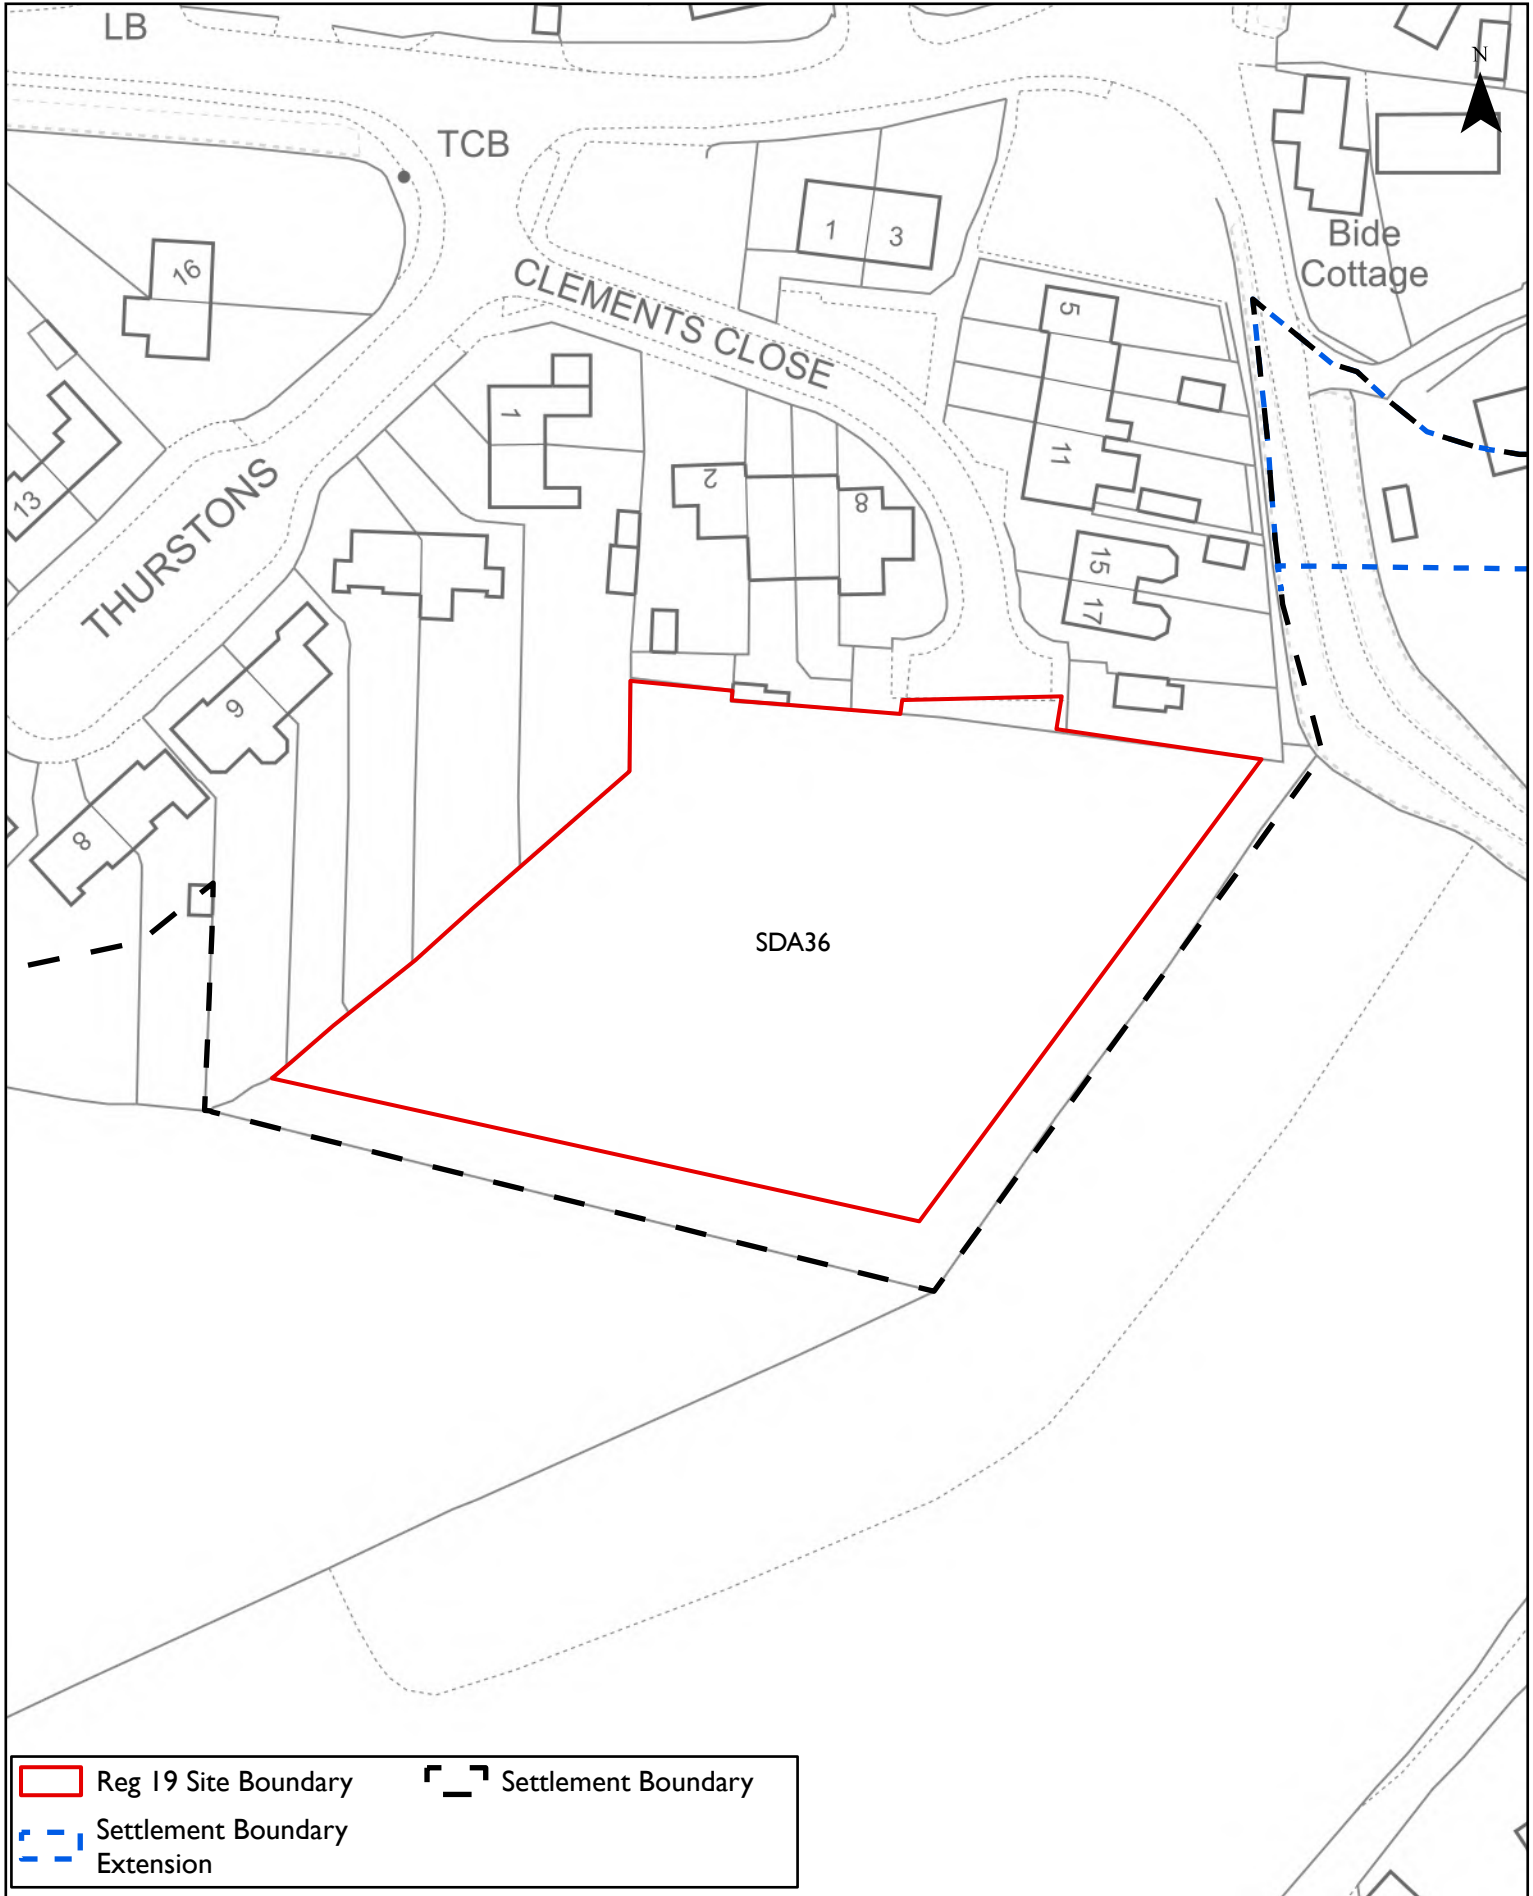 LB
N
TCB
16
1 3
Bide
Cottage
CLEMENTS CLOSE
5
1
2
8
11
13
THURSTONS
15
17
9
8
SDA36
Reg 19 Site Boundary
Settlement Boundary
Settlement Boundary
Extension